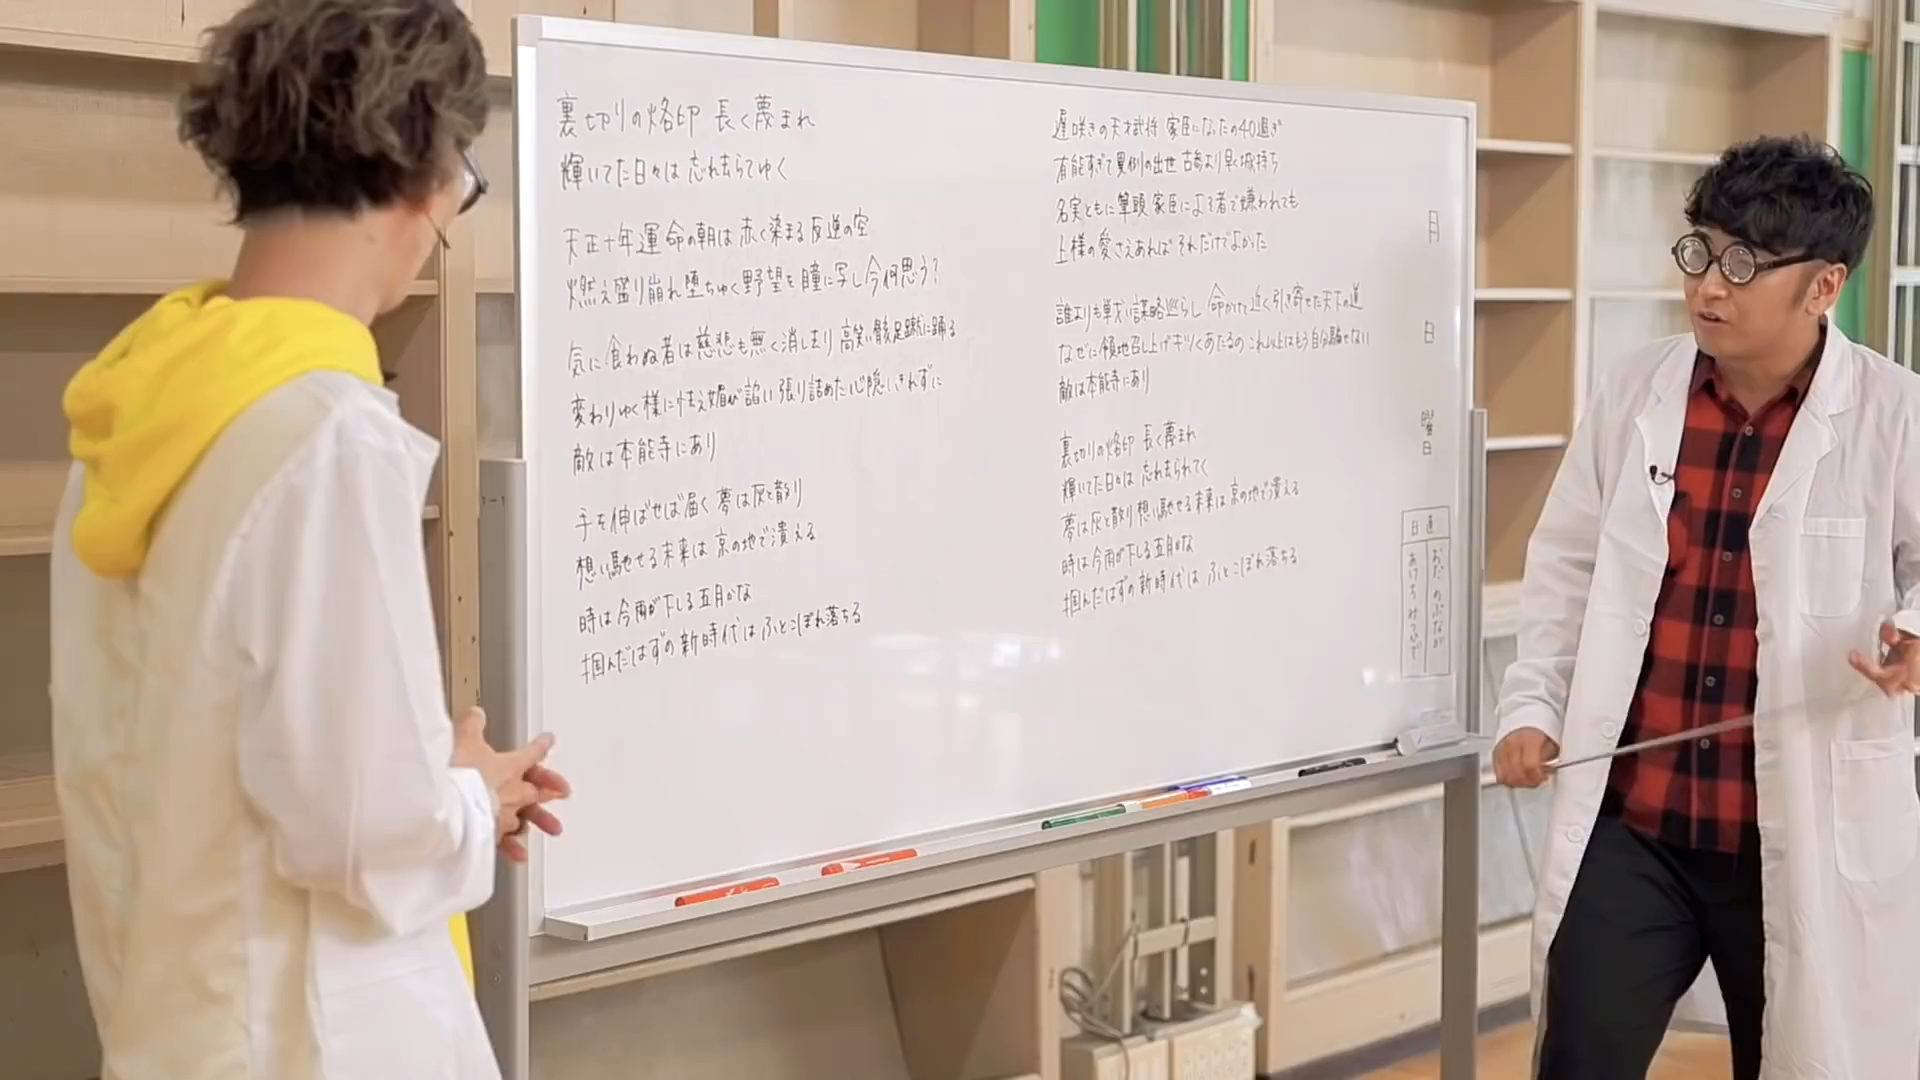 裏切りの烙印 長く蔑まれ
輝いてた日々は 忘れ去らてゆく
天正十年運命の朝は 赤く染まる反逆の空
燃え盛り崩れ堕ちゆく野望を瞳に写し今何思う?
気に食わぬ者は慈悲も無く消し去り 高笑い骸足蹴に踊る
変わりゆく様に怯え媚び諂い 張り詰めた心隠しきれずに
敵は本能寺にあり
手を伸ばせば届く 夢は灰と散り
想い馳せる未来は 京の地で潰える
時は今雨が下しる五月かな
掴んだはずの新時代は ふとこぼれ落ちる
遅咲きの天才武将 家臣になったの40過ぎ
有能すぎて異例の出世 古参より早く城持ち
名実ともに筆頭家臣 よそ者で嫌われても
上様の愛さえあれば それだけでよかった
誰よりも戦い謀略巡らし 命かけた 近く引き寄せた天下の道
なぜに領地召し上げ キツくあたるの これ以上はもう自分騙せない
敵は本能寺にあり
裏切りの烙印 長く蔑まれ
輝いてた日々は 忘れ去られてく
夢は灰と散り 想い馳せる未来は 京の地で潰える
時は今雨が下しる五月かな
掴んだはずの新時代は ふとこぼれ落ちる
月
日
曜日
日直
おだ のぶなが
あけちみつひで